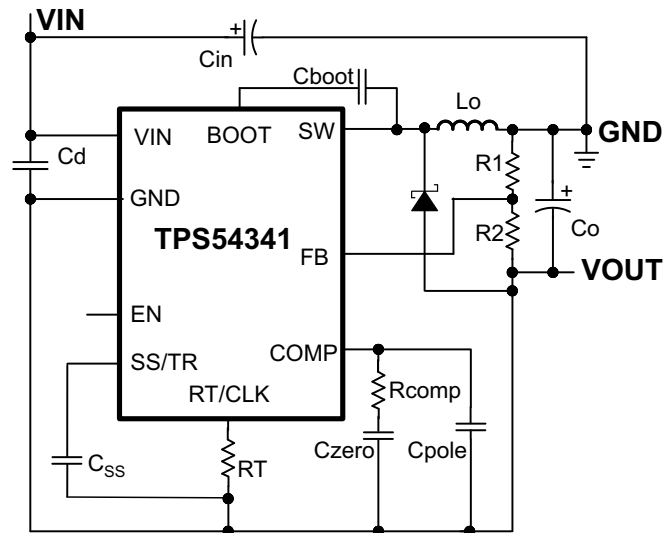 VIN
+
Cin
Cboot
Lo
GND
VIN
BOOT
SW
Cd
R1
GND
+
TPS54341
R2
Co
FB
VOUT
EN
COMP
SS/TR
Rcomp
RT/CLK
Czero
Cpole
CSS
RT